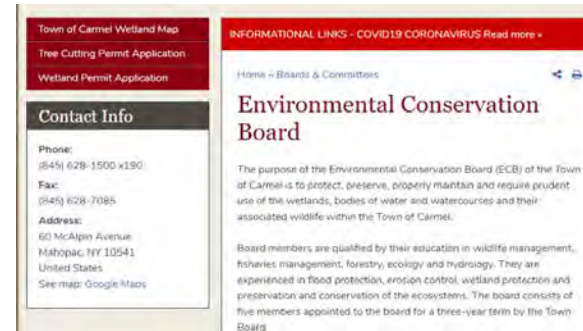 Town of Carmel Wetland Map
Tree Cutting Permit Application
Wetland Permit Application
Contact Info
Phone:
(845) 628-1500 x190
Fax:
(845) 628-7085
Address:
60 McAlpin Avenue
Mahopac, NY 10541
United States
See map: Google Maps
INFORMATIONAL LINKS - COVID19 CORONAVIRUS Read more »
Home » Boards & Committees
Environmental Conservation
Board
The purpose of the Environmental Conservation Board (ECB) of the Town
of Carmel is to protect, preserve, properly maintain and require prudent
use of the wetlands, bodies of water and watercourses and their
associated wildlife within the Town of Carmel.
Board members are qualified by their education in wildlife management,
fisheries management, forestry, ecology and hydrology. They are
experienced in flood protection, erosion control, wetland protection and
preservation and conservation of the ecosystems. The board consists of
five members appointed to the board for a three-year term by the Town
Board